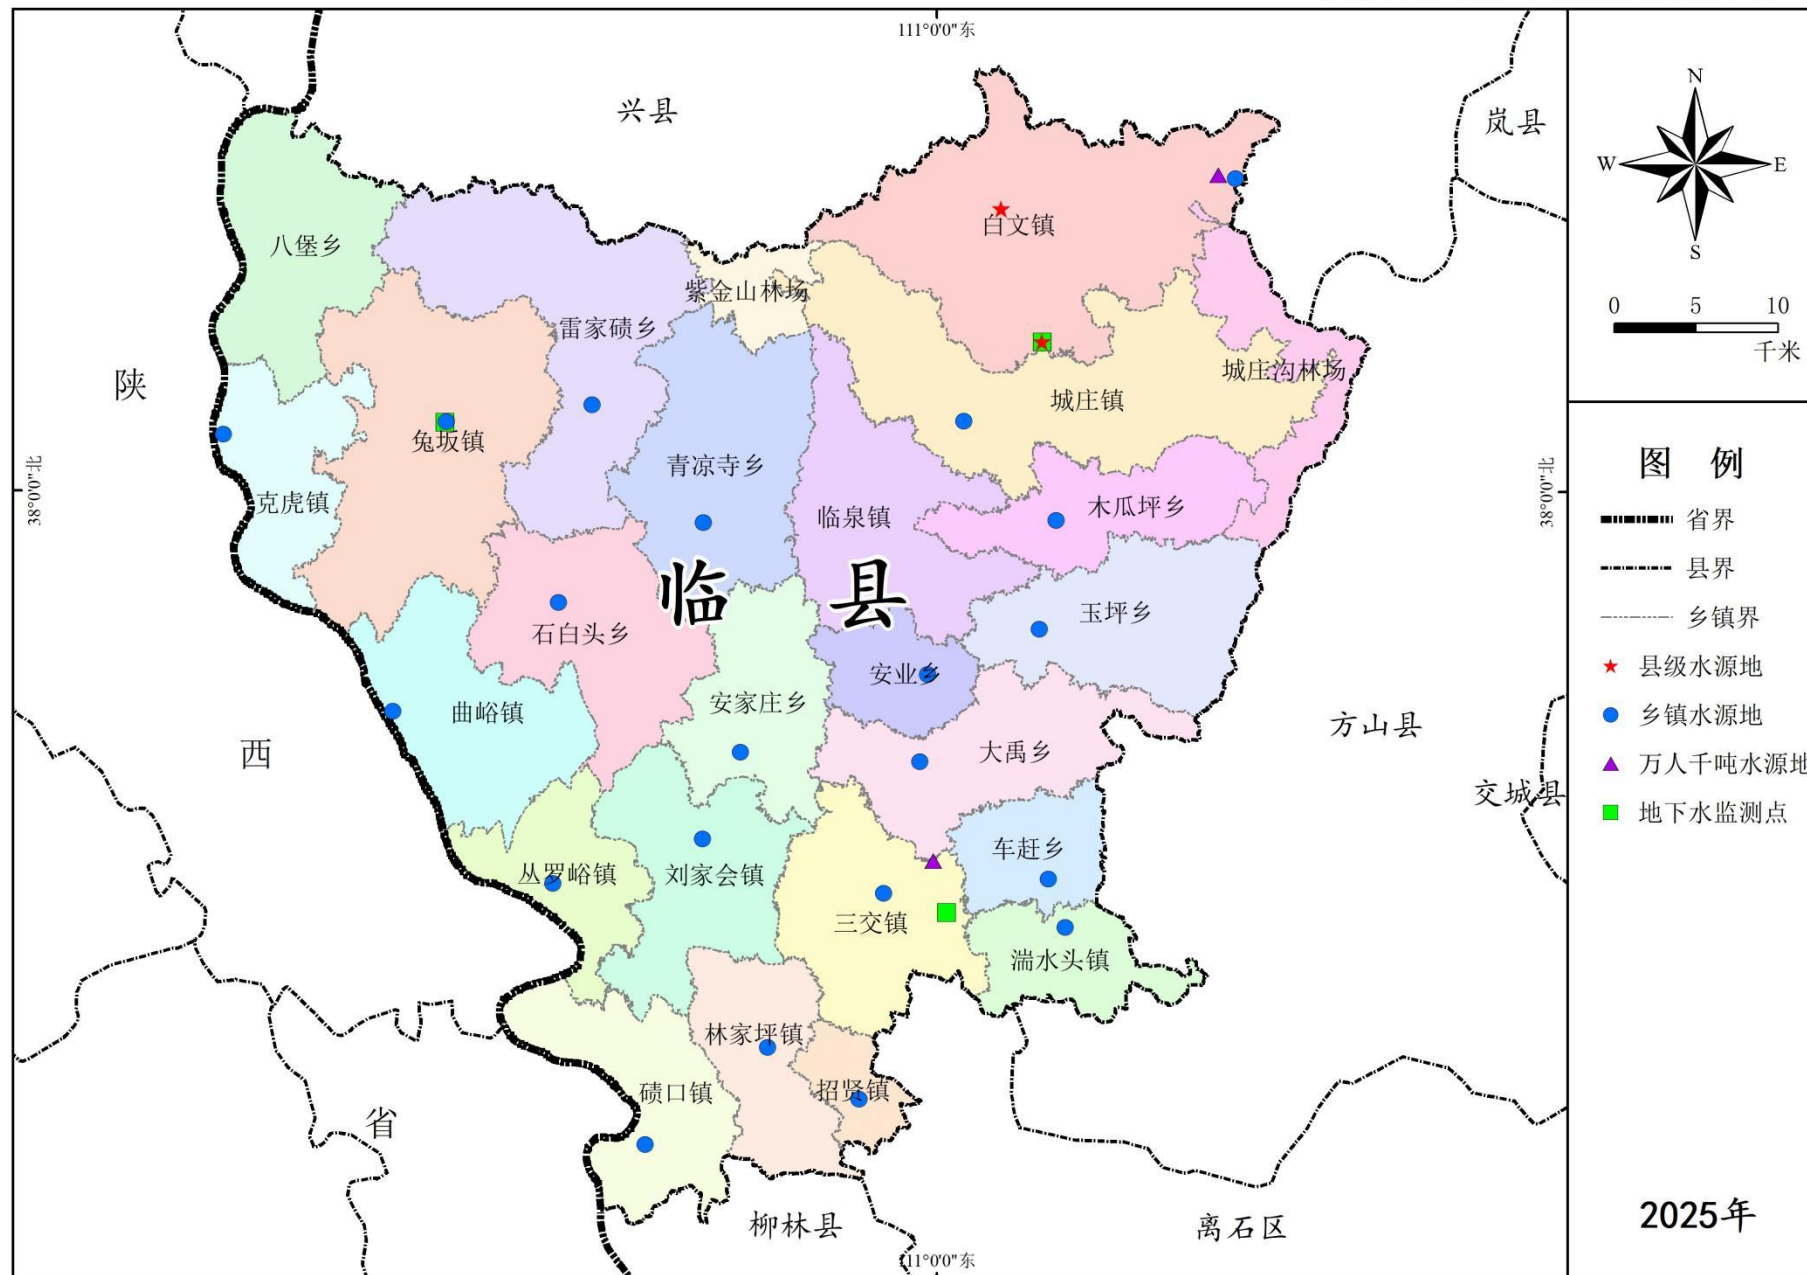 111°0'0"东
兴县
岚县
N
W
E
S
八堡乡
白文镇
紫金山林场
雷家碛乡
0 5 10
千米
城庄沟林场
陕
城庄镇
兔坂镇
青凉寺乡
图 例
38°0'0"北
38°0'0"北
克虎镇
临泉镇
木瓜坪乡
省界
县界
临 县
玉坪乡
乡镇界
石白头乡
安业乡
县级水源地
曲峪镇
安家庄乡
乡镇水源地
方山县
西
大禹乡
万人千吨水源地
交城县
地下水监测点
车赶乡
丛罗峪镇
刘家会镇
三交镇
湍水头镇
林家坪镇
碛口镇
招贤镇
省
柳林县
离石区
2025年
111°0'0"东